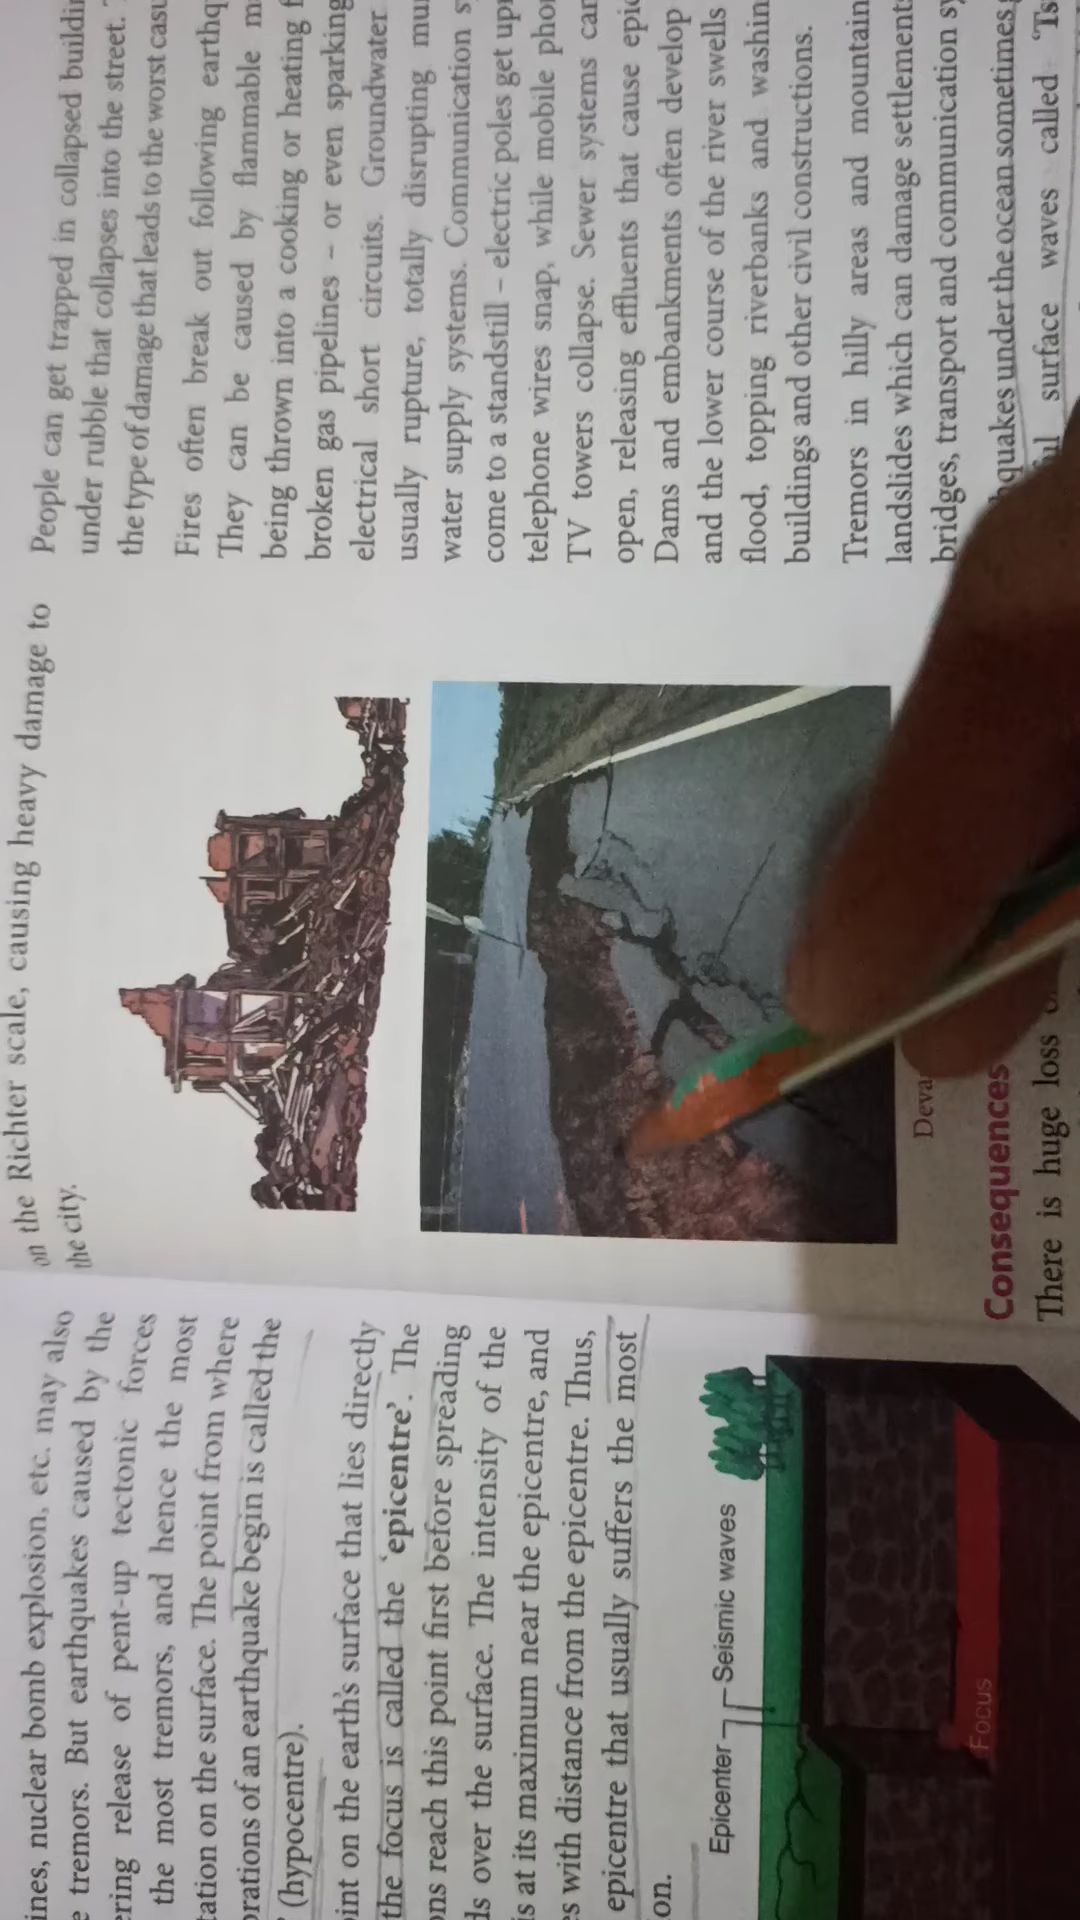 ines, nuclear bomb explosion, etc. may also
tremors. But earthquakes caused by the
ering release of pent-up tectonic forces
the most tremors, and hence the most
tation on the surface. The point from where
orations of an earthquake begin is called the
(hypocentre).
int on the earth's surface that lies directly
the focus is called the 'epicentre'. The
ons reach this point first before spreading
ds over the surface. The intensity of the
is at its maximum near the epicentre, and
es with distance from the epicentre. Thus,
epicentre that usually suffers the most
on.
Epicenter
Seismic waves
Focus
on the Richter scale, causing heavy damage to
the city.
Deva
Consequences
There is huge loss
People can get trapped in collapsed buildin
under rubble that collapses into the street.
the type of damage that leads to the worst casu
Fires often break out following earthq
They can be caused by flammable m
being thrown into a cooking or heating f
broken gas pipelines – or even sparking
electrical short circuits. Groundwater
usually rupture, totally disrupting mu
water supply systems. Communication s
come to a standstill – electric poles get up
telephone wires snap, while mobile pho
TV towers collapse. Sewer systems can
open, releasing effluents that cause epic
Dams and embankments often develop
and the lower course of the river swells
flood, topping riverbanks and washin
buildings and other civil constructions.
Tremors in hilly areas and mountain
landslides which can damage settlement
bridges, transport and communication sy
hquakes under the ocean sometimes
ul surface waves called 'Ts